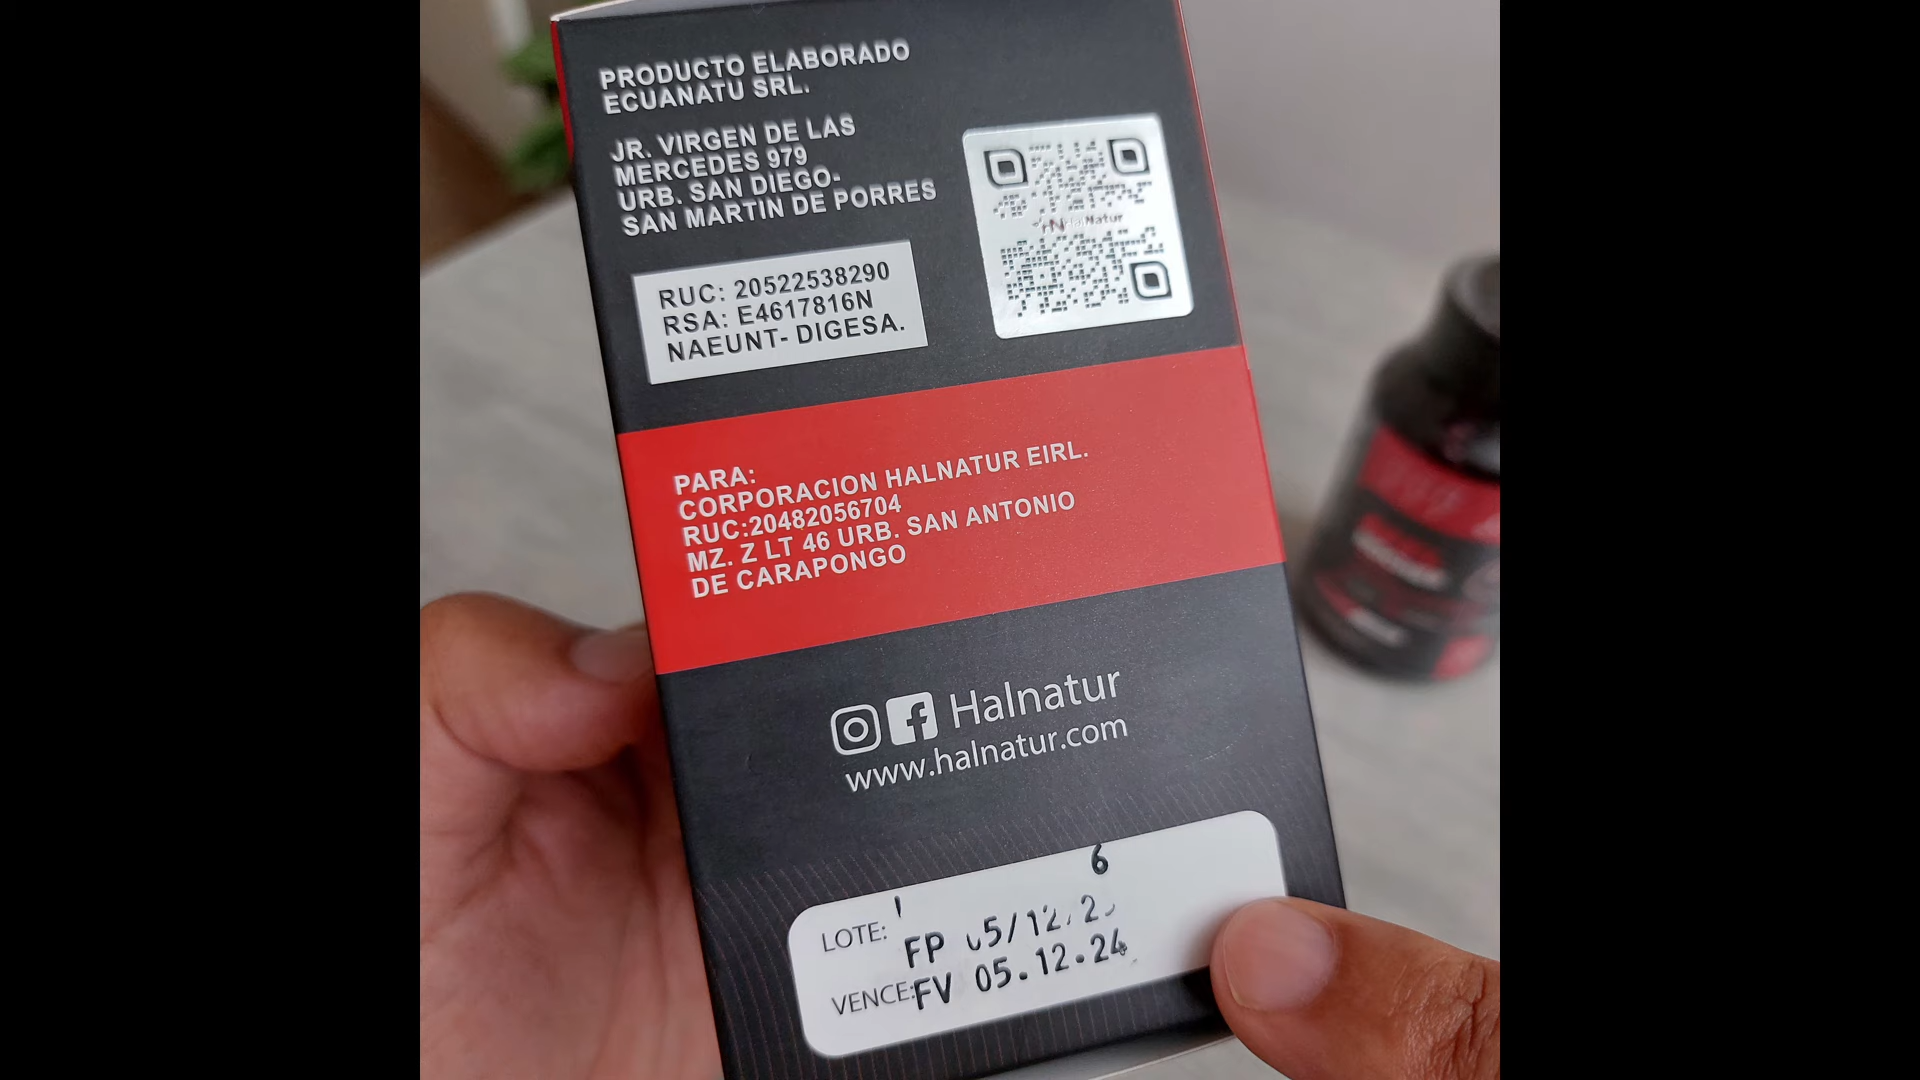 PRODUCTO ELABORADO
ECUANATU SRL.
JR. VIRGEN DE LAS
MERCEDES 979
URB. SAN DIEGO-
SAN MARTIN DE PORRES
RUC: 20522538290
RSA: E4617816N
NAEUNT- DIGESA.
PARA:
CORPORACION HALNATUR EIRL.
RUC:20482056704
MZ. Z LT 46 URB. SAN ANTONIO
DE CARAPONGO
Halnatur
www.halnatur.com
6
LOTE:
FP
VENCE:FV 05.12.24